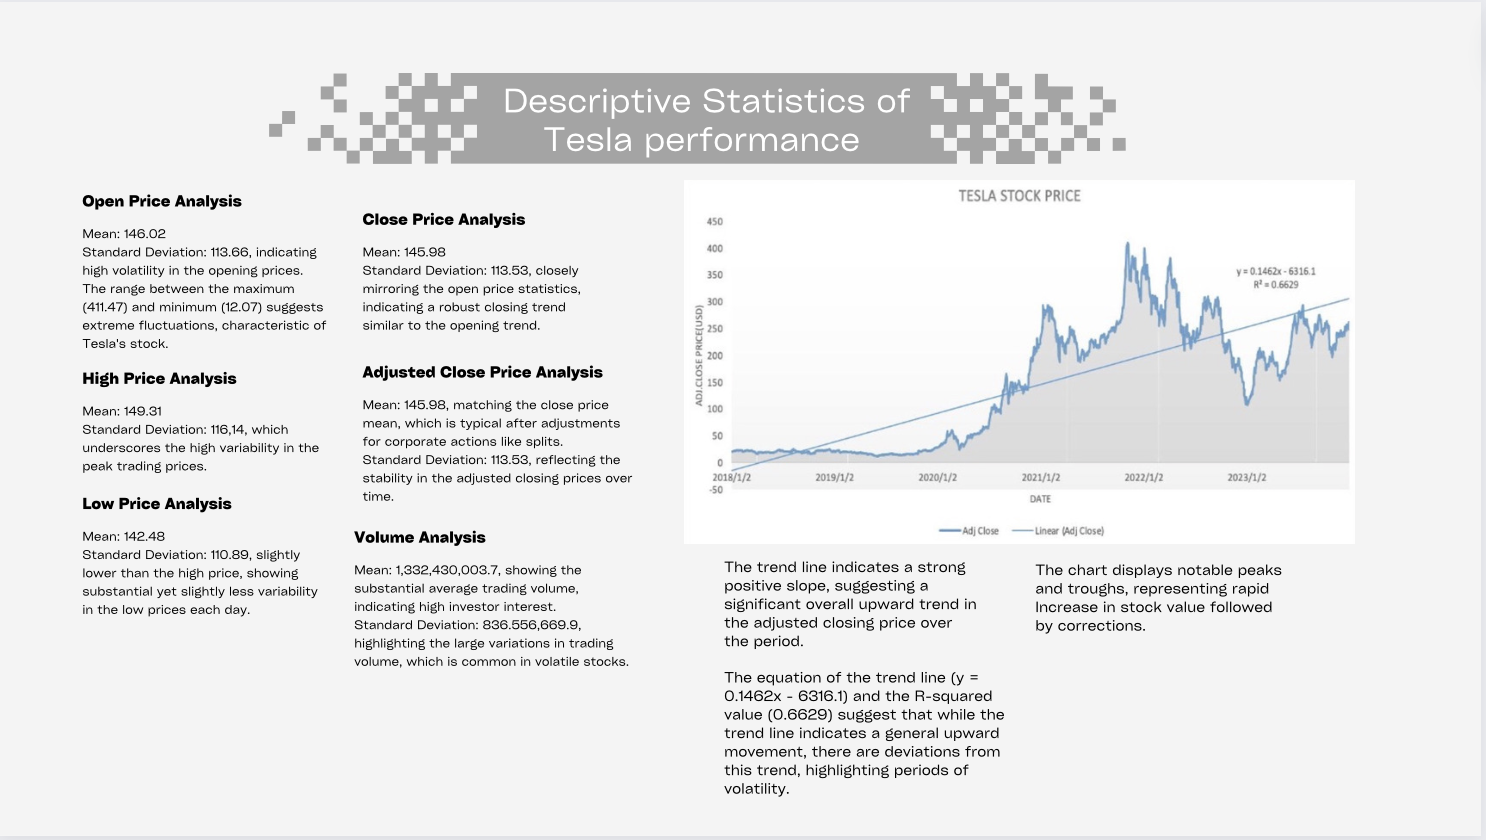 Descriptive Statistics of
Tesla performance
Open Price Analysis
Mean: 146.02
Standard Deviation: 113.66, indicating
high volatility in the opening prices.
The range between the maximum
(411.47) and minimum (12.07) suggests
extreme fluctuations, characteristic of
Tesla's stock.
High Price Analysis
Mean: 149.31
Standard Deviation: 116,14, which
underscores the high variability in the
peak trading prices.
Low Price Analysis
Mean: 142.48
Standard Deviation: 110.89, slightly
lower than the high price, showing
substantial yet slightly less variability
in the low prices each day.
Close Price Analysis
Mean: 145.98
Standard Deviation: 113.53, closely
mirroring the open price statistics,
indicating a robust closing trend
similar to the opening trend.
Adjusted Close Price Analysis
Mean: 145.98, matching the close price
mean, which is typical after adjustments
for corporate actions like splits.
Standard Deviation: 113.53, reflecting the
stability in the adjusted closing prices over
time.
Volume Analysis
Mean: 1,332,430,003.7, showing the
substantial average trading volume,
indicating high investor interest.
Standard Deviation: 836.556,669.9,
highlighting the large variations in trading
volume, which is common in volatile stocks.
TESLA STOCK PRICE
450
400
350
300
250
200
150
100
50
0
-50
ADJ.CLOSE PRICE(USD)
y = 0.1462x - 6316.1
R² = 0.6629
2018/1/2 2019/1/2 2020/1/2 2021/1/2 2022/1/2 2023/1/2
DATE
Adj Close Linear (Adj Close)
The trend line indicates a strong
positive slope, suggesting a
significant overall upward trend in
the adjusted closing price over
the period.
The equation of the trend line (y =
0.1462x - 6316.1) and the R-squared
value (0.6629) suggest that while the
trend line indicates a general upward
movement, there are deviations from
this trend, highlighting periods of
volatility.
The chart displays notable peaks
and troughs, representing rapid
Increase in stock value followed
by corrections.